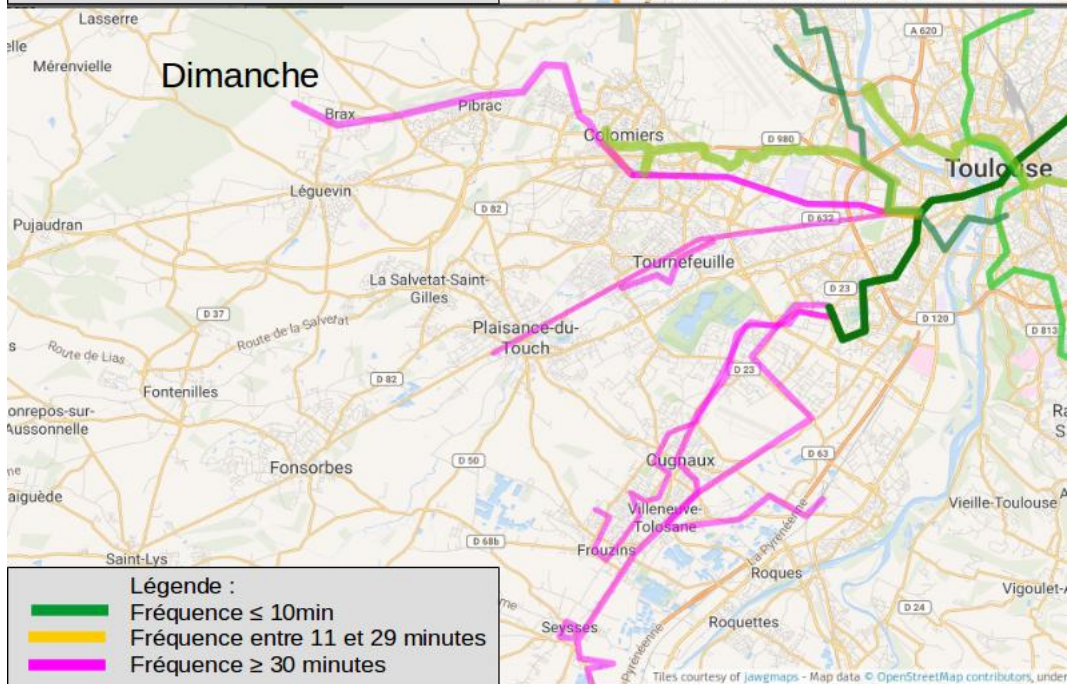 Lasserre
Mérenvielle
Dimanche
A 620
Brax
Pibrac
Colomiers
D 980
Toulouse
Léguevin
D 82
D 632
Pujaudran
Tournefeuille
La Salvetat-Saint-
Gilles
D 23
D 37
Route de la Salvetat
Plaisance-du-
Touch
D 120
D 813
Route de Lias
D 82
D 23
Fontenilles
onrepos-sur-
Aussonnelle
Cugnaux
D 50
D 63
Fonsorbes
aiguède
Villeneuve-
Tolosane
Vieille-Toulouse
La Pyrénéenne
D 68b
Frouzins
Saint-Lys
Roques
Vigoulet-A
Légende :
Fréquence ≤ 10min
Fréquence entre 11 et 29 minutes
Fréquence ≥ 30 minutes
Seysses
Pyrénéenne
Roquettes
D 24
Tiles courtesy of jawgmaps - Map data © OpenStreetMap contributors, under